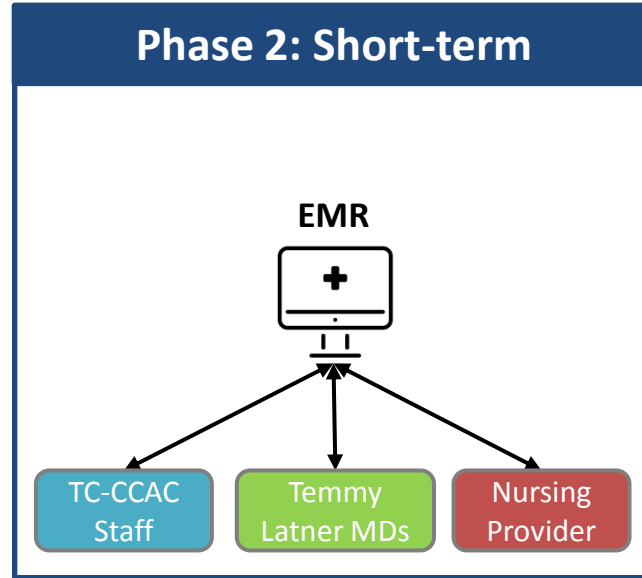 Phase 2: Short-term
EMR
TC-CCAC
Staff
Temmy
Latner MDs
Nursing
Provider